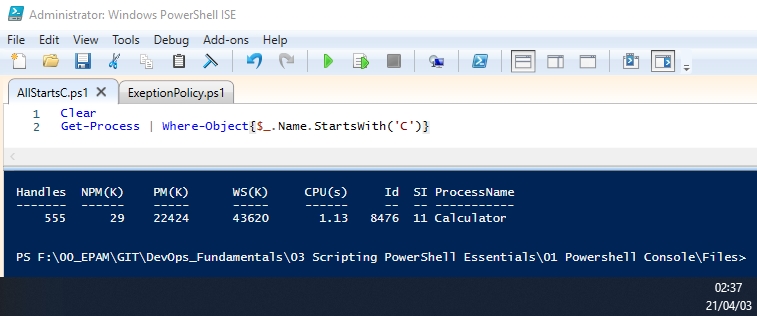 Administrator: Windows PowerShell ISE
File Edit View Tools Debug Add-ons Help
AllStartsC.ps1 ExeptionPolicy.ps1
1 Clear
2 Get-Process | Where-Object{$_.Name.StartsWith('C')}
Handles NPM(K) PM(K) WS(K) CPU(s) Id SI ProcessName
------- ------ ----- ----- ------ -- -- -----------
555 29 22424 43620 1.13 8476 11 Calculator
PS F:\00_EPAM\GIT\DevOps_Fundamentals\03 Scripting PowerShell Essentials\01 Powershell Console\Files>
02:37
21/04/03